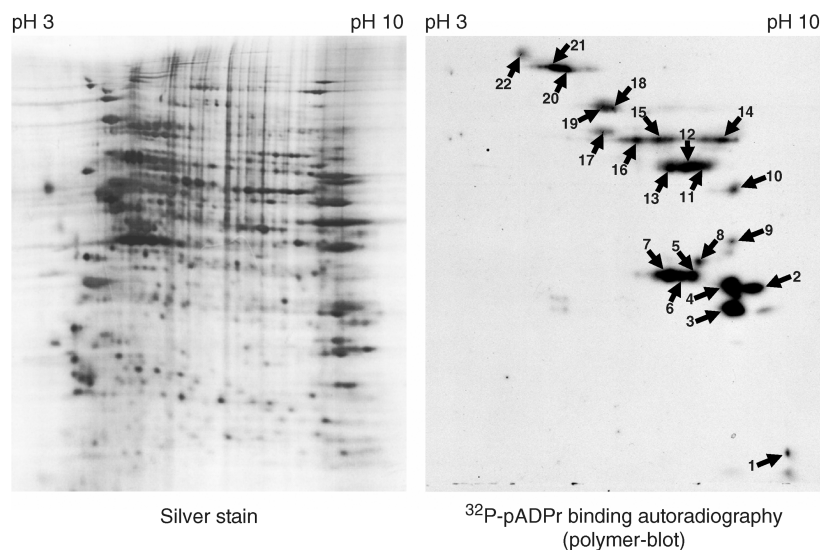 pH 3 pH 10 pH 3 pH 10
21
22
20
18
19
15 12 14
17 16
13 11 10
9
7 5 8
2
4
6
3
1
Silver stain
³²P-pADPr binding autoradiography
(polymer-blot)